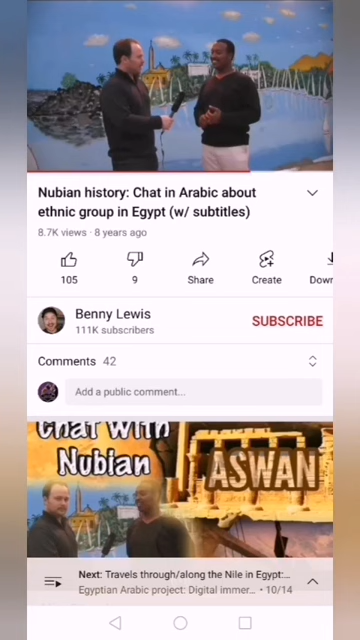 Nubian history: Chat in Arabic about
ethnic group in Egypt (w/ subtitles)
8.7K views · 8 years ago
105
9
Share
Create
Down
Benny Lewis
111K subscribers
SUBSCRIBE
Comments 42
Add a public comment...
Chat with
Nubian
ASWAN
Next: Travels through/along the Nile in Egypt:...
Egyptian Arabic project: Digital immer... • 10/14